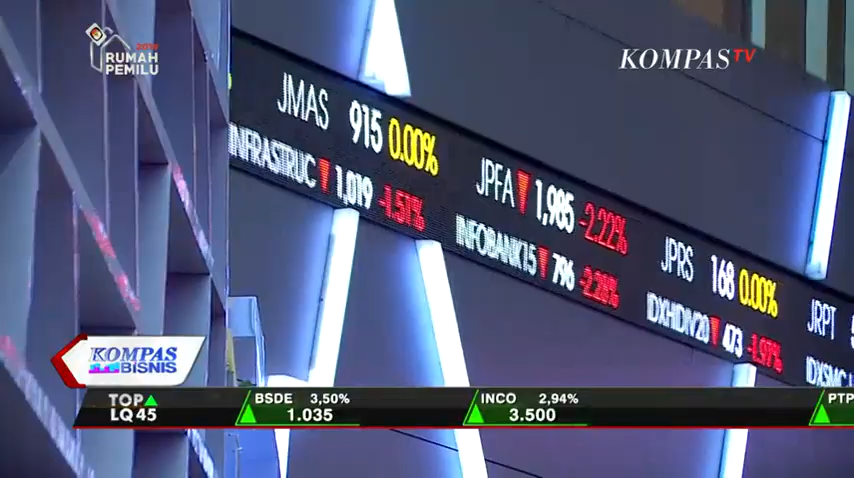 2019
RUMAH
PEMILU
KOMPAS TV
JMAS 915 0.00%
JPFA 1,985 -2.22%
JPRS 168 0.00%
JRPT
INFRASTRUC 1,019 -1.51%
INFOBANK15 796 -2.28%
IDXHIDIV20 473 -1.97%
KOMPAS
BISNIS
TOP
LQ45
BSDE 3,50%
1.035
INCO 2,94%
3.500
PTP